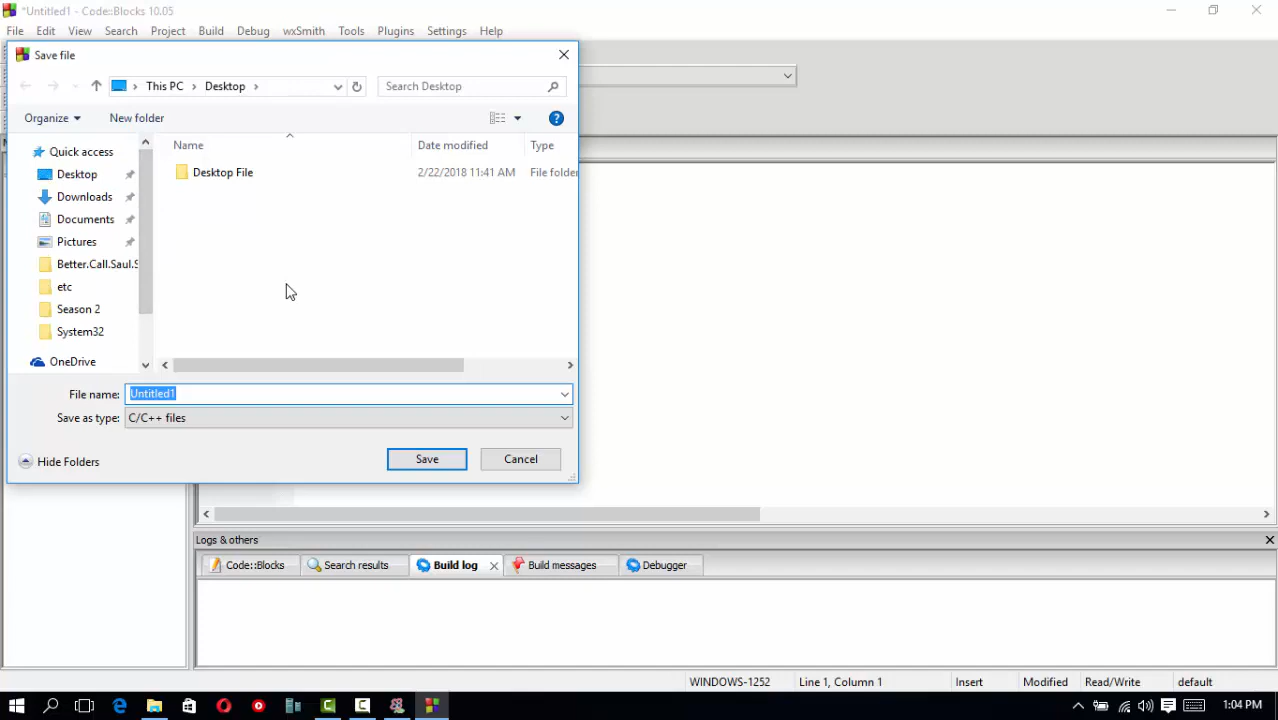 *Untitled1 - Code::Blocks 10.05
File Edit View Search Project Build Debug wxSmith Tools Plugins Settings Help
Save file
This PC Desktop Search Desktop
Organize New folder
Name Date modified Type
Quick access
Desktop
Downloads
Documents
Pictures
Better.Call.Saul.S
etc
Season 2
System32
OneDrive
Desktop File 2/22/2018 11:41 AM File folder
File name: Untitled1
Save as type: C/C++ files
Hide Folders Save Cancel
Logs & others
Code::Blocks Search results Build log Build messages Debugger
WINDOWS-1252 Line 1, Column 1 Insert Modified Read/Write default
1:04 PM